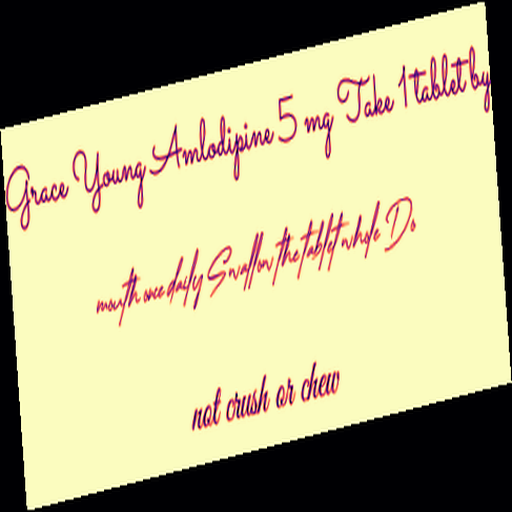 Grace Young Amlodipine 5 mg Take 1 tablet by
mouth once daily Swallow the tablet whole Do
not crush or chew